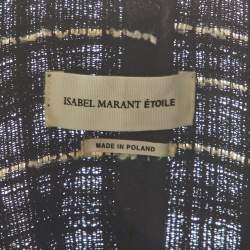 ISABEL MARANT ÉTOILE
MADE IN POLAND